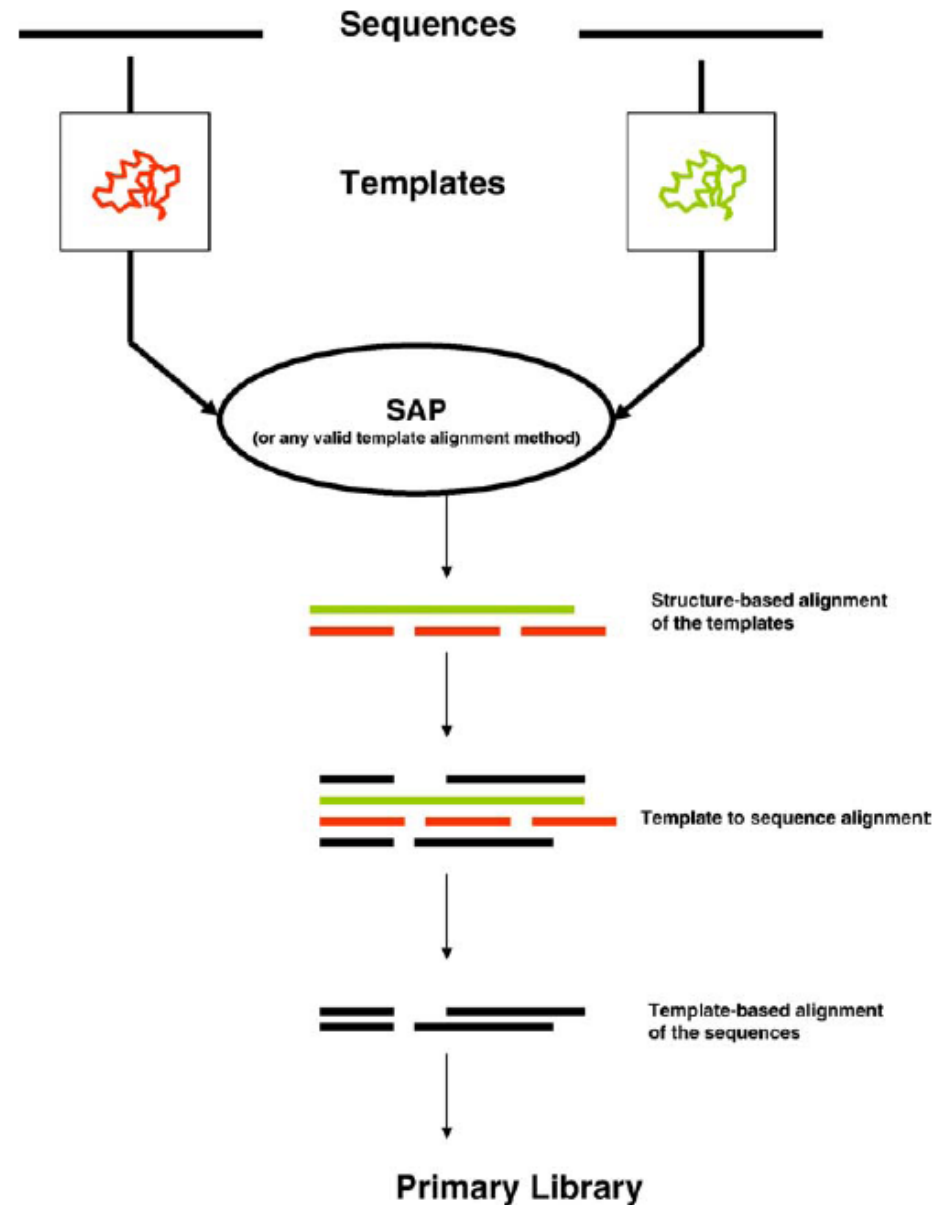 Sequences
Templates
SAP
(or any valid template alignment method)
Structure-based alignment
of the templates
Template to sequence alignment
Template-based alignment
of the sequences
Primary Library